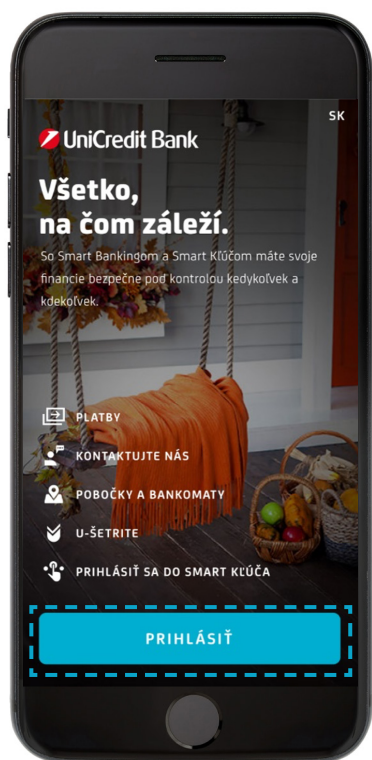 SK
UniCredit Bank
Všetko,
na čom záleží.
So Smart Bankingom a Smart Kľúčom máte svoje
financie bezpečne pod kontrolou kedykoľvek a
kdekoľvek.
PLATBY
KONTAKTUJTE NÁS
POBOČKY A BANKOMATY
U-ŠETRITE
PRIHLÁSIŤ SA DO SMART KĽÚČA
PRIHLÁSIŤ